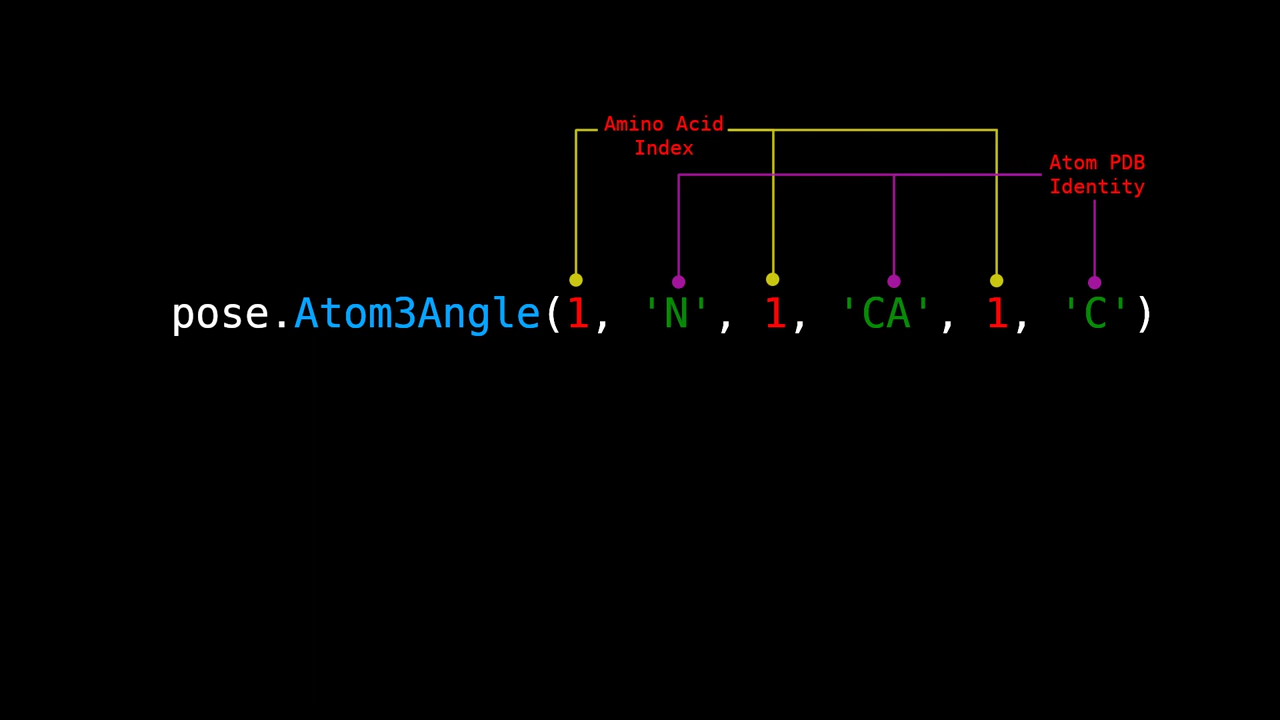 Amino Acid
Index
Atom PDB
Identity
pose.Atom3Angle(1, 'N', 1, 'CA', 1, 'C')